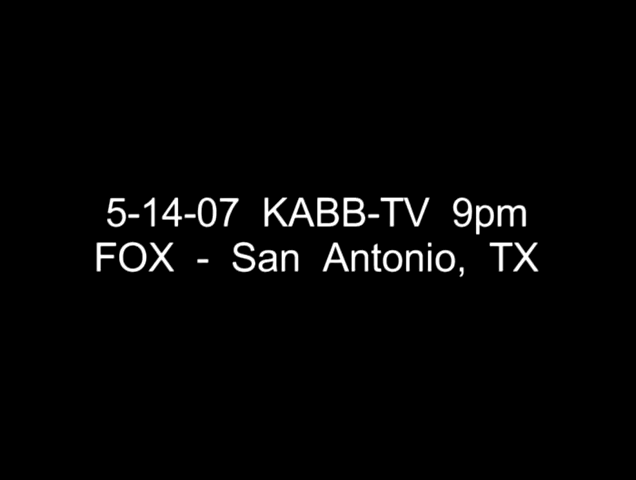 5-14-07 KABB-TV 9pm
FOX - San Antonio, TX